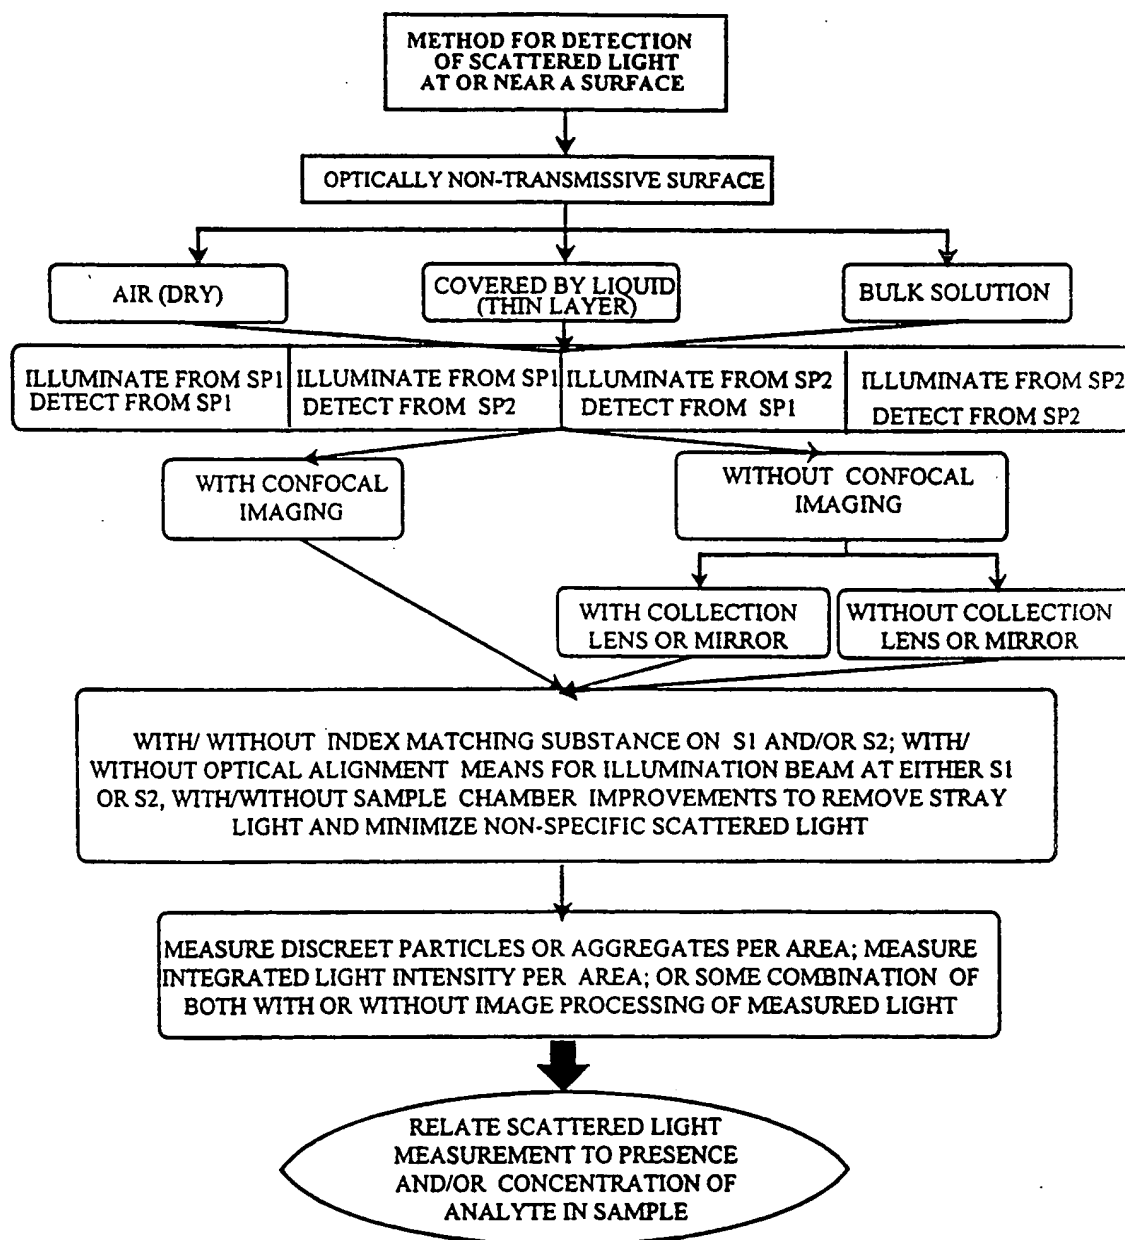 METHOD FOR DETECTION
OF SCATTERED LIGHT
AT OR NEAR A SURFACE
OPTICALLY NON-TRANSMISSIVE SURFACE
AIR (DRY)
COVERED BY LIQUID
(THIN LAYER)
BULK SOLUTION
ILLUMINATE FROM SP1
DETECT FROM SP1
ILLUMINATE FROM SP1
DETECT FROM SP2
ILLUMINATE FROM SP2
DETECT FROM SP1
ILLUMINATE FROM SP2
DETECT FROM SP2
WITH CONFOCAL
IMAGING
WITHOUT CONFOCAL
IMAGING
WITH COLLECTION
LENS OR MIRROR
WITHOUT COLLECTION
LENS OR MIRROR
WITH/ WITHOUT INDEX MATCHING SUBSTANCE ON S1 AND/OR S2; WITH/
WITHOUT OPTICAL ALIGNMENT MEANS FOR ILLUMINATION BEAM AT EITHER S1
OR S2, WITH/WITHOUT SAMPLE CHAMBER IMPROVEMENTS TO REMOVE STRAY
LIGHT AND MINIMIZE NON-SPECIFIC SCATTERED LIGHT
MEASURE DISCREET PARTICLES OR AGGREGATES PER AREA; MEASURE
INTEGRATED LIGHT INTENSITY PER AREA; OR SOME COMBINATION OF
BOTH WITH OR WITHOUT IMAGE PROCESSING OF MEASURED LIGHT
RELATE SCATTERED LIGHT
MEASUREMENT TO PRESENCE
AND/OR CONCENTRATION OF
ANALYTE IN SAMPLE